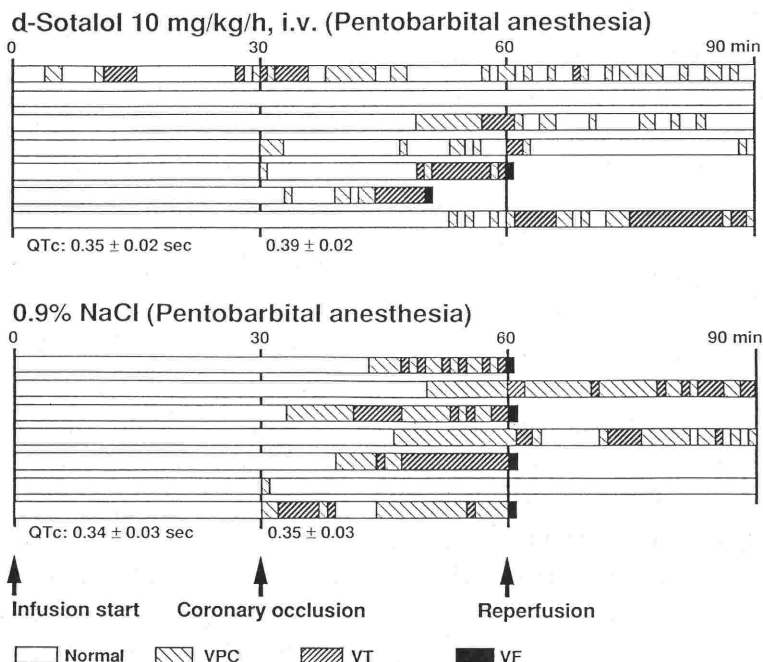 d-Sotalol 10 mg/kg/h, i.v. (Pentobarbital anesthesia)
0 30 60 90 min
QTc: 0.35 ± 0.02 sec 0.39 ± 0.02
0.9% NaCl (Pentobarbital anesthesia)
0 30 60 90 min
QTc: 0.34 ± 0.03 sec 0.35 ± 0.03
Infusion start Coronary occlusion Reperfusion
Normal VPC VT VF